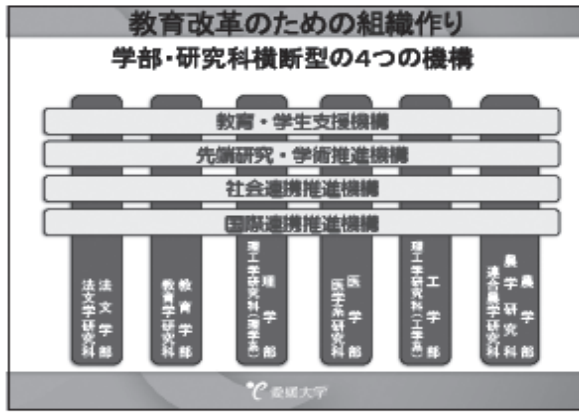 教育改革のための組織作り
学部・研究科横断型の4つの機構
教育・学生支援機構
先端研究・学術推進機構
社会連携推進機構
国際連携推進機構
法文学部
法文学研究科
教育学部
教育学研究科
理学部
理工学研究科(理学系)
医学部
医学系研究科
工学部
理工学研究科(工学系)
農学部
農学研究科
連合農学研究科
愛媛大学